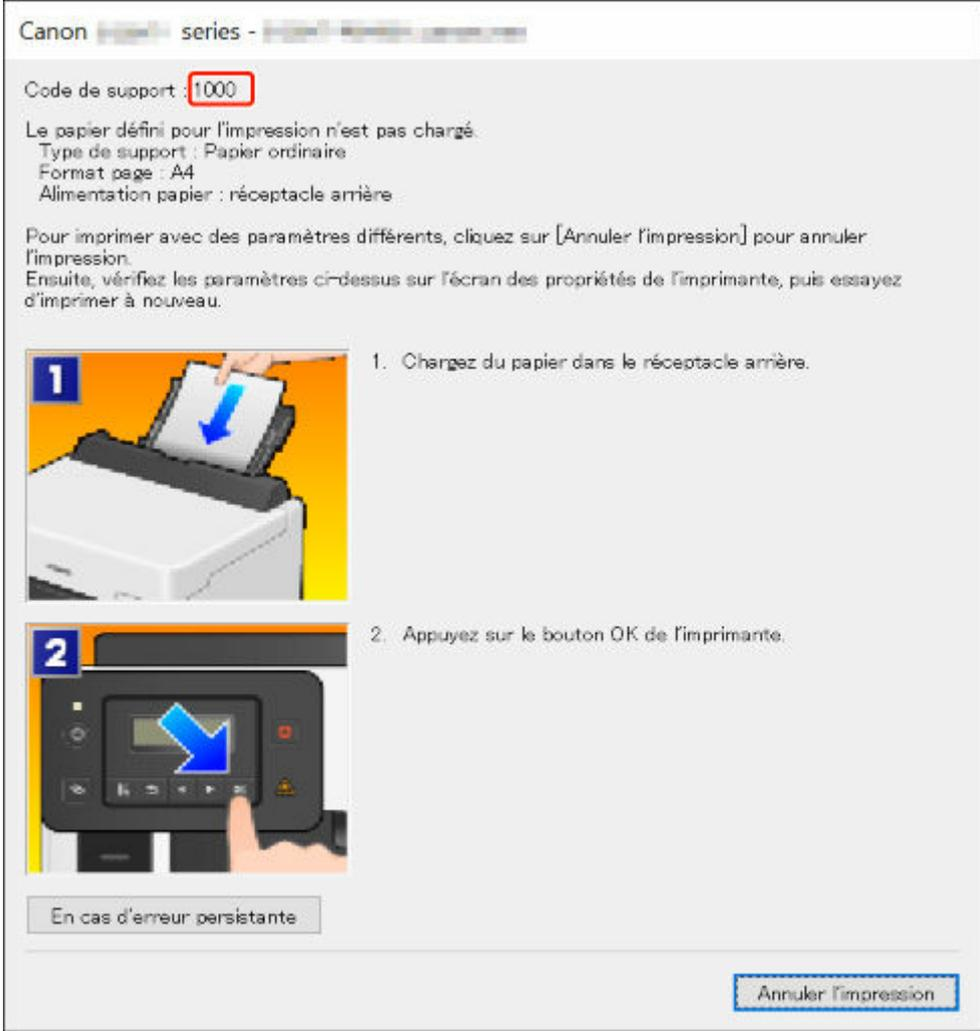 Canon series -
Code de support : 1000
Le papier défini pour l'impression n'est pas chargé.
Type de support : Papier ordinaire
Format page : A4
Alimentation papier : réceptacle arrière
Pour imprimer avec des paramètres différents, cliquez sur [Annuler l'impression] pour annuler
l'impression.
Ensuite, vérifiez les paramètres ci-dessus sur l'écran des propriétés de l'imprimante, puis essayez
d'imprimer à nouveau.
1
1. Chargez du papier dans le réceptacle arrière.
2
2. Appuyez sur le bouton OK de l'imprimante.
En cas d'erreur persistante
Annuler l'impression